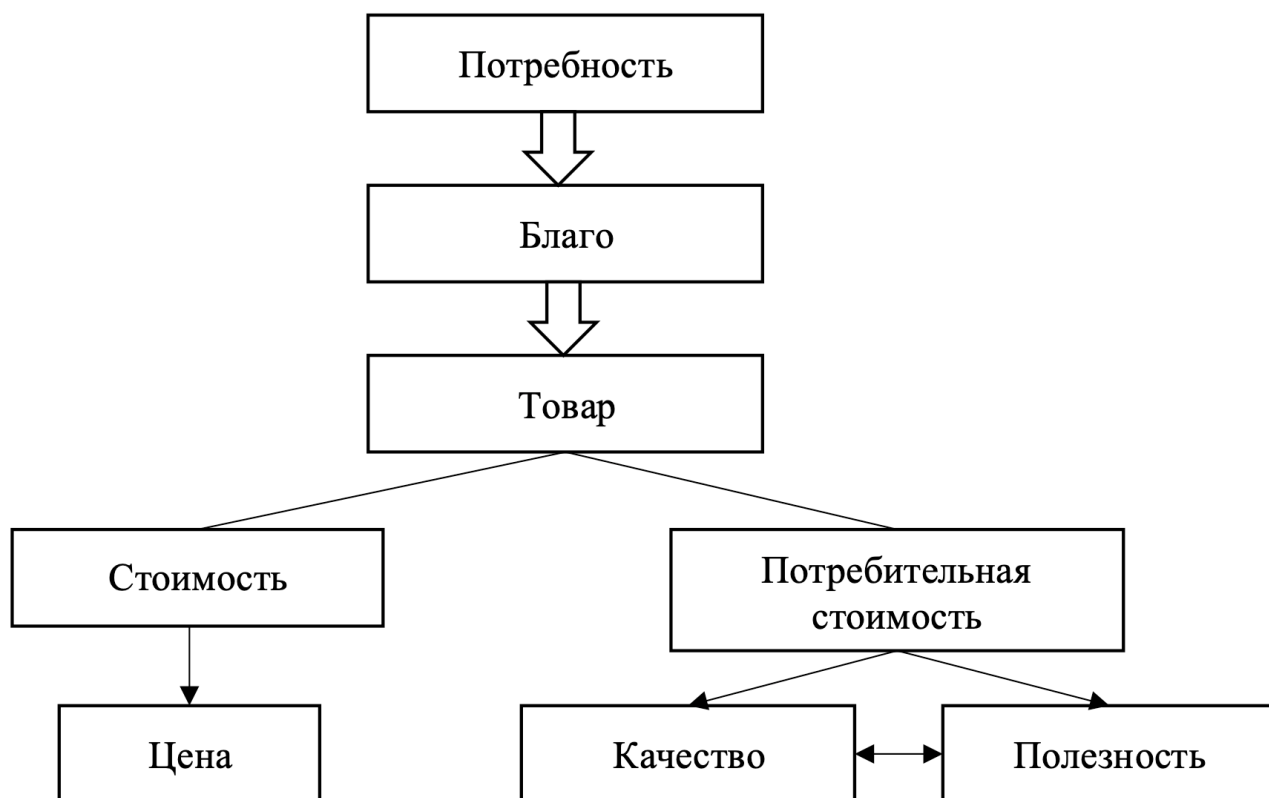 Потребность
Благо
Товар
Стоимость
Потребительная
стоимость
Цена
Качество
Полезность